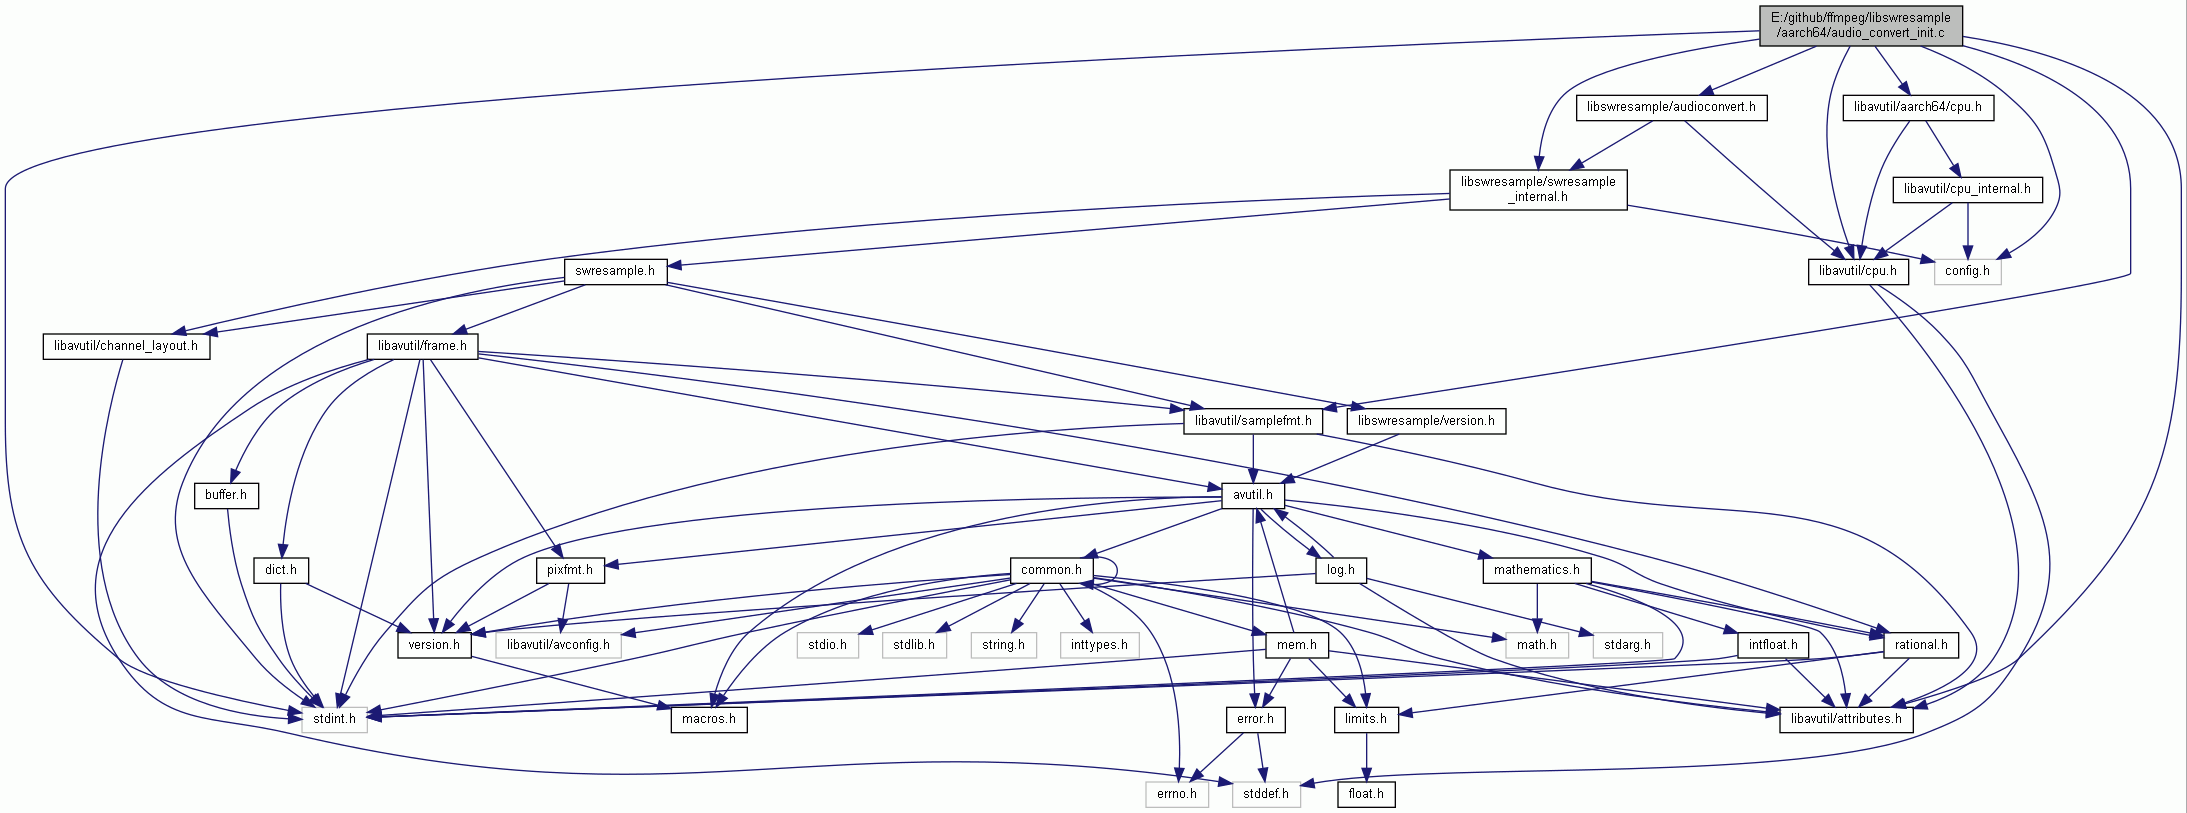 E:/github/ffmpeg/libswresample
/aarch64/audio_convert_init.c
libswresample/audioconvert.h
libavutil/aarch64/cpu.h
libswresample/swresample
_internal.h
libavutil/cpu_internal.h
swresample.h
libavutil/cpu.h
config.h
libavutil/channel_layout.h
libavutil/frame.h
libavutil/samplefmt.h
libswresample/version.h
buffer.h
avutil.h
dict.h
pixfmt.h
common.h
log.h
mathematics.h
version.h
libavutil/avconfig.h
stdio.h
stdlib.h
string.h
inttypes.h
mem.h
math.h
stdarg.h
intfloat.h
rational.h
stdint.h
macros.h
error.h
limits.h
libavutil/attributes.h
errno.h
stddef.h
float.h